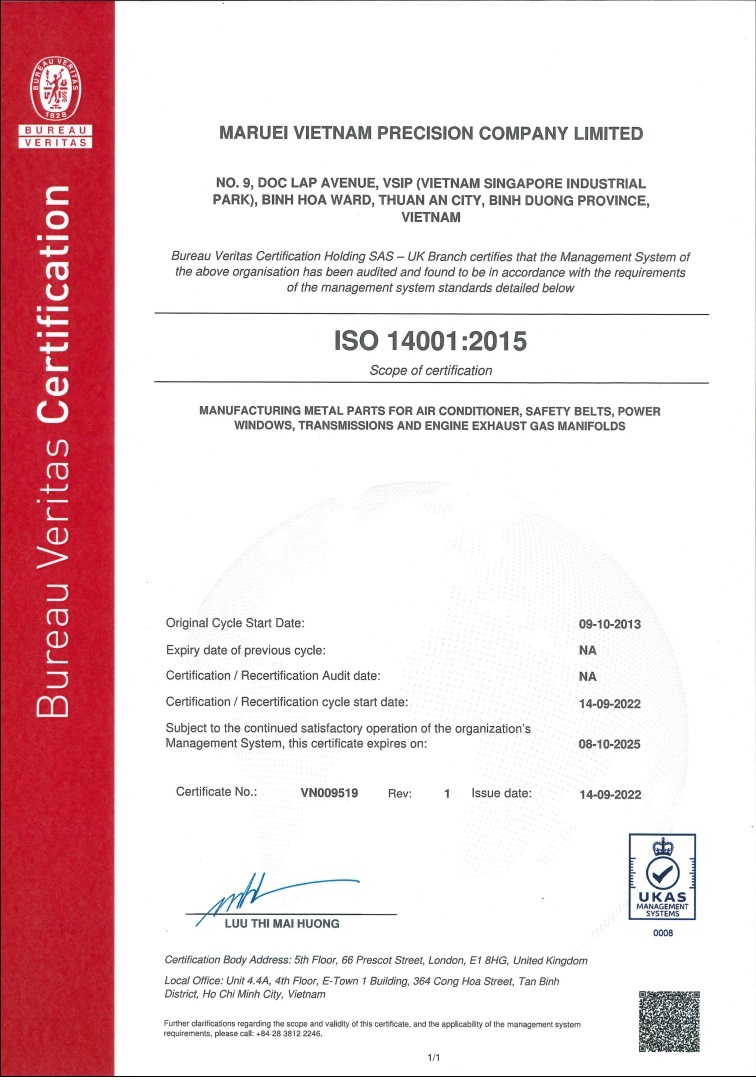 BUREAU VERITAS
1828
BUREAU
VERITAS
Bureau Veritas Certification
MARUEI VIETNAM PRECISION COMPANY LIMITED
NO. 9, DOC LAP AVENUE, VSIP (VIETNAM SINGAPORE INDUSTRIAL
PARK), BINH HOA WARD, THUAN AN CITY, BINH DUONG PROVINCE,
VIETNAM
Bureau Veritas Certification Holding SAS – UK Branch certifies that the Management System of
the above organisation has been audited and found to be in accordance with the requirements
of the management system standards detailed below
ISO 14001:2015
Scope of certification
MANUFACTURING METAL PARTS FOR AIR CONDITIONER, SAFETY BELTS, POWER
WINDOWS, TRANSMISSIONS AND ENGINE EXHAUST GAS MANIFOLDS
Original Cycle Start Date: 09-10-2013
Expiry date of previous cycle: NA
Certification / Recertification Audit date: NA
Certification / Recertification cycle start date: 14-09-2022
Subject to the continued satisfactory operation of the organization's
Management System, this certificate expires on: 08-10-2025
Certificate No.: VN009519 Rev: 1 Issue date: 14-09-2022
LUU THI MAI HUONG
UKAS
MANAGEMENT
SYSTEMS
0008
Certification Body Address: 5th Floor, 66 Prescot Street, London, E1 8HG, United Kingdom
Local Office: Unit 4.4A, 4th Floor, E-Town 1 Building, 364 Cong Hoa Street, Tan Binh
District, Ho Chi Minh City, Vietnam
Further clarifications regarding the scope and validity of this certificate, and the applicability of the management system
requirements, please call: +84 28 3812 2246.
1/1